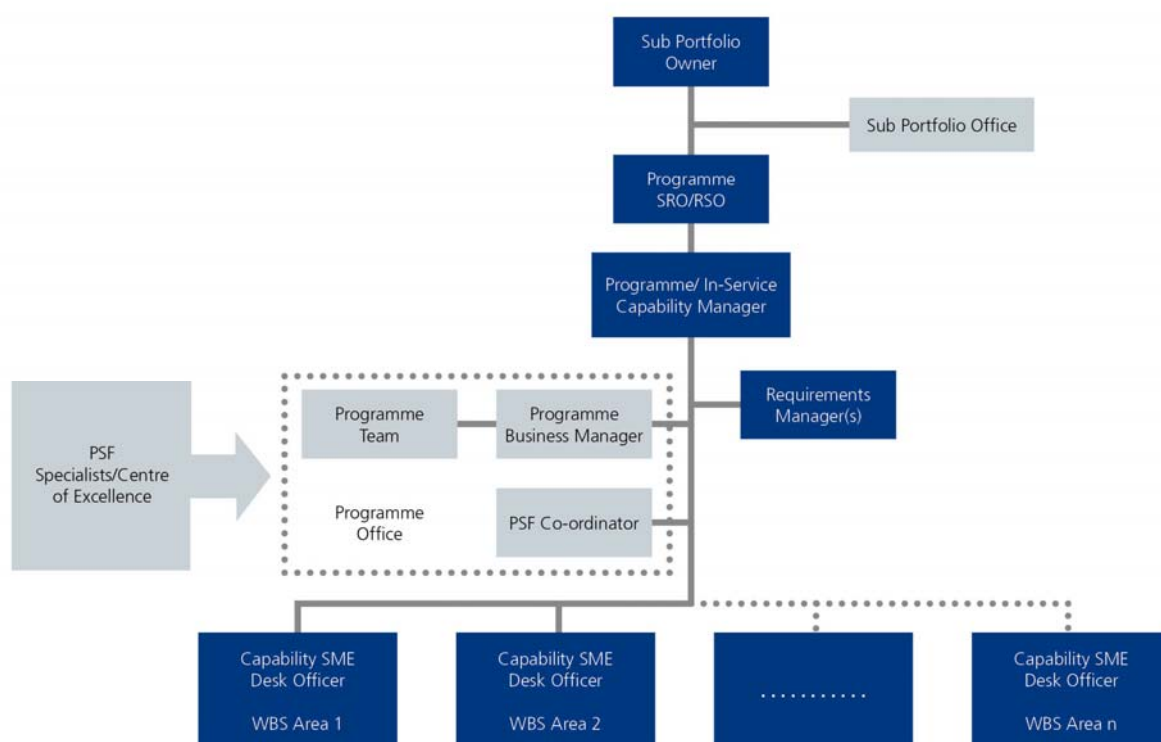 Sub Portfolio
Owner
Sub Portfolio Office
Programme
SRO/RSO
Programme/ In-Service
Capability Manager
Requirements
Manager(s)
PSF
Specialists/Centre
of Excellence
Programme
Team
Programme
Business Manager
Programme
Office
PSF Co-ordinator
Capability SME
Desk Officer
WBS Area 1
Capability SME
Desk Officer
WBS Area 2
...........
Capability SME
Desk Officer
WBS Area n